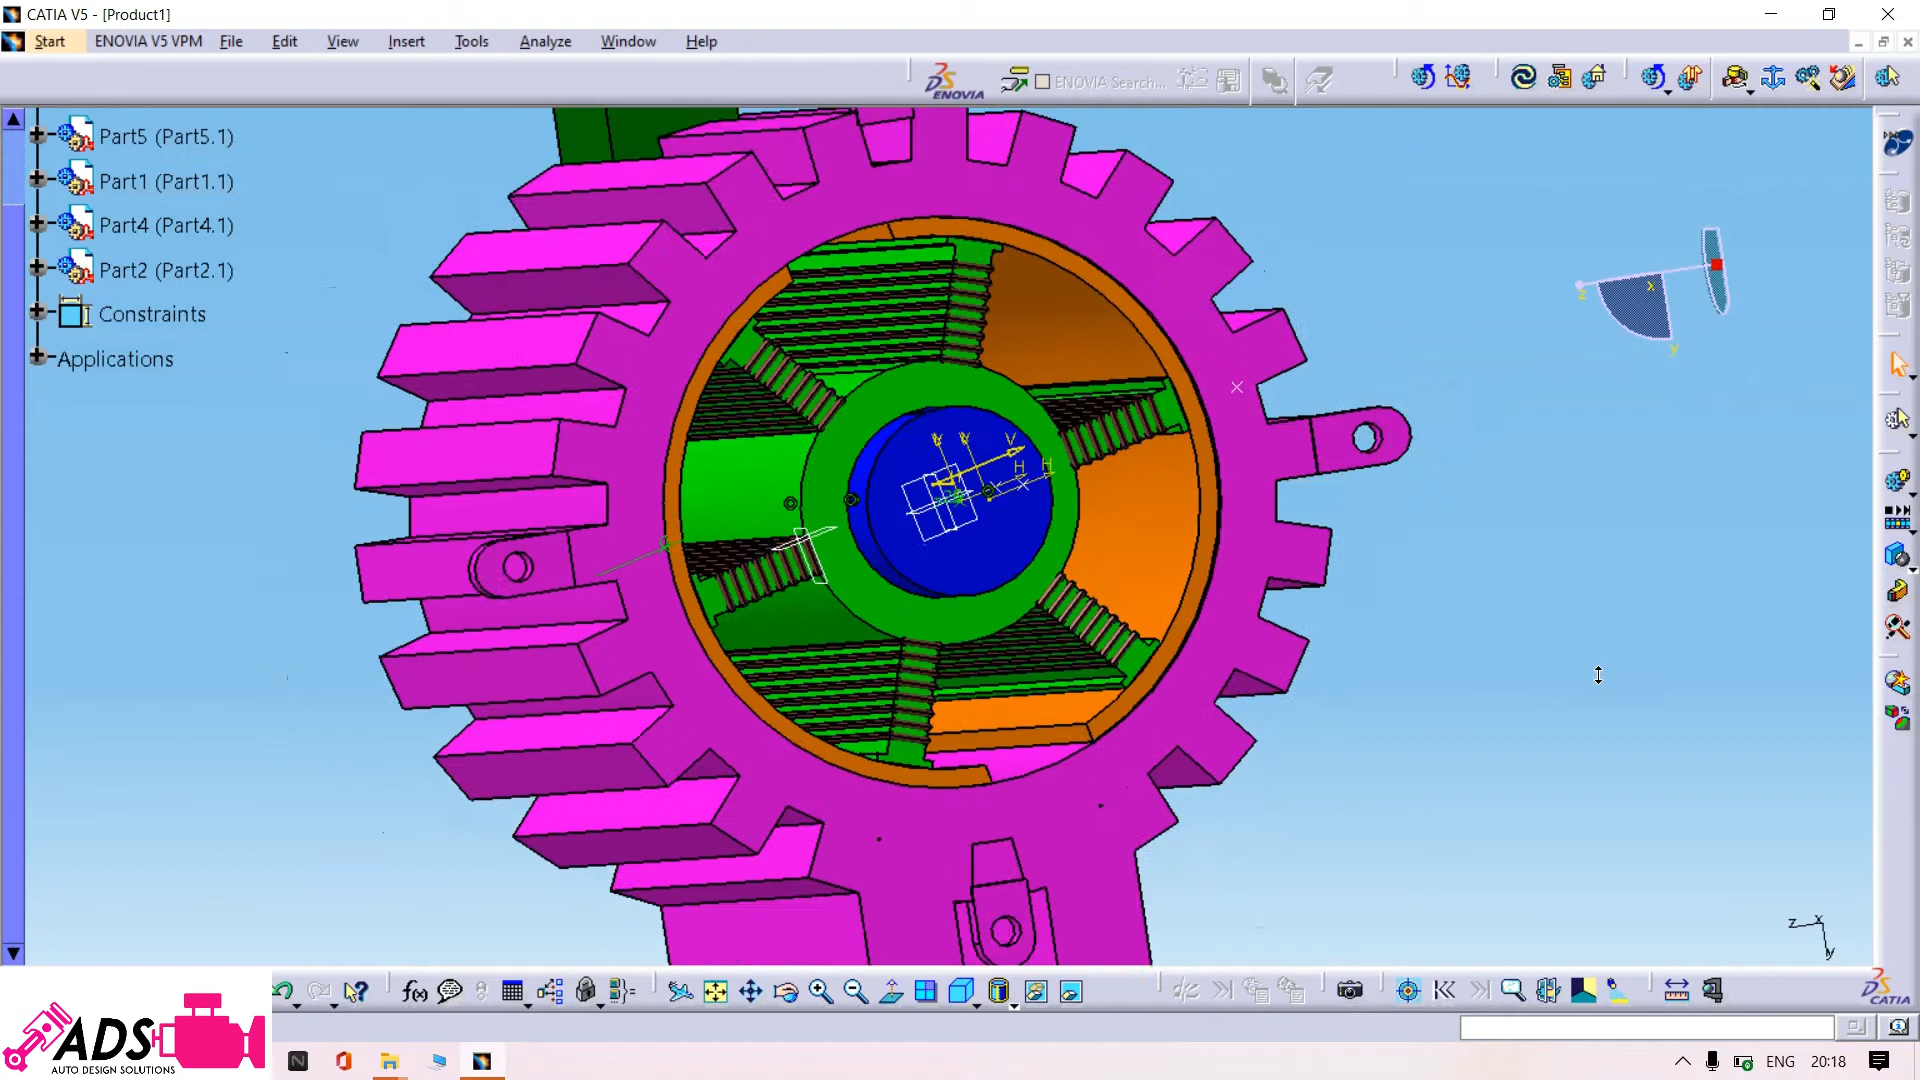 CATIA V5 - [Product1]
Start ENOVIA V5 VPM File Edit View Insert Tools Analyze Window Help
ENOVIA
ENOVIA Search...
Part5 (Part5.1)
Part1 (Part1.1)
Part4 (Part4.1)
Part2 (Part2.1)
Constraints
Applications
z x
y
V
H H
z x
y
f(x)
CATIA
ADS
AUTO DESIGN SOLUTIONS
N
ENG 20:18